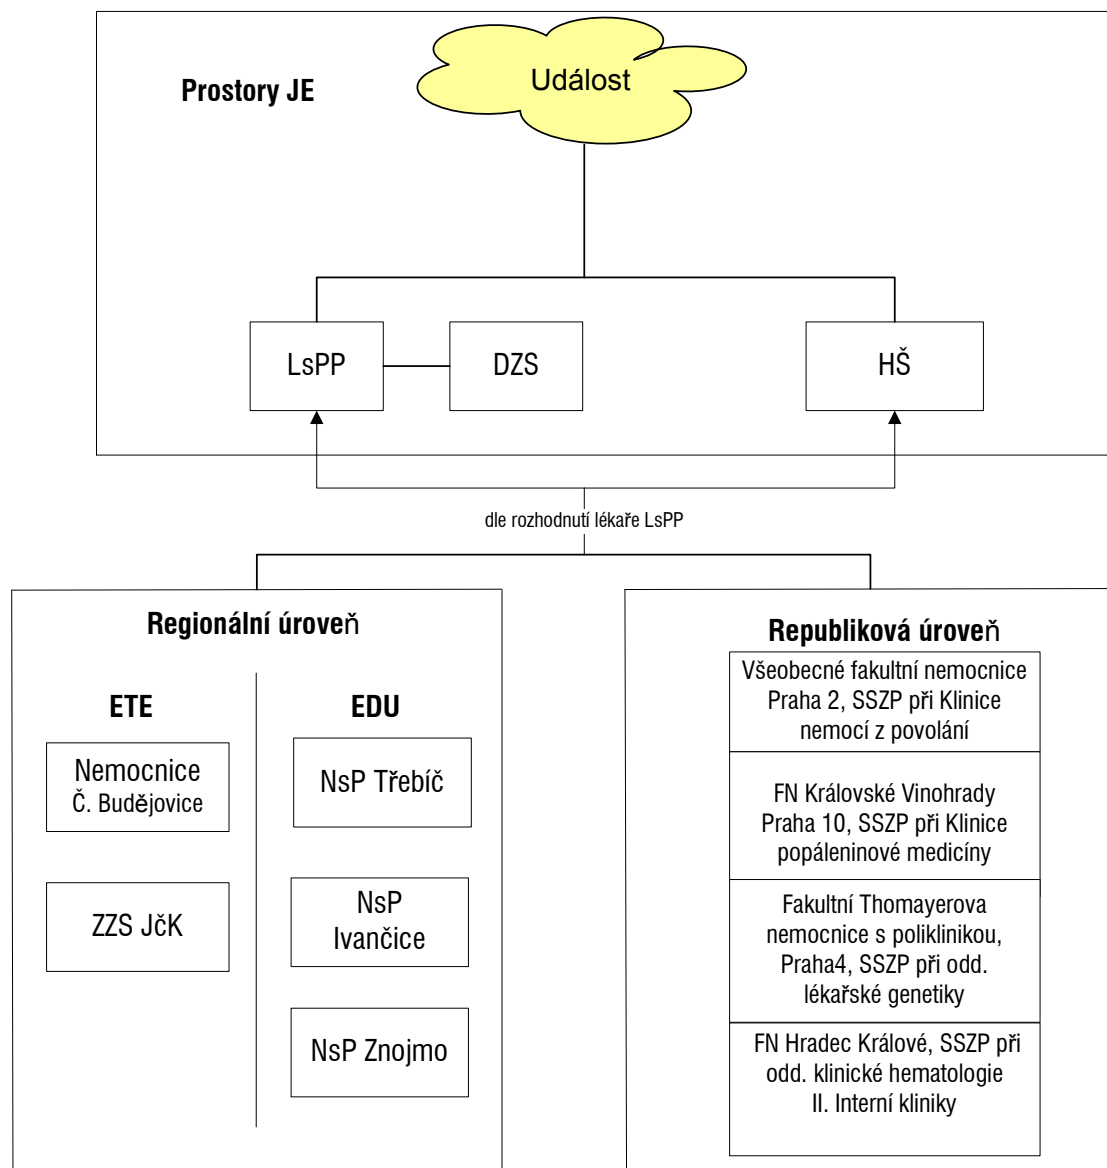 Událost
Prostory JE
LsPP
DZS
HŠ
dle rozhodnutí lékaře LsPP
Regionální úroveň
ETE
Nemocnice
Č. Budějovice
ZZS JčK
EDU
NsP Třebíč
NsP
Ivančice
NsP Znojmo
Republiková úroveň
Všeobecné fakultní nemocnice
Praha 2, SSZP při Klinice
nemocí z povolání
FN Královské Vinohrady
Praha 10, SSZP při Klinice
popáleninové medicíny
Fakultní Thomayerova
nemocnice s poliklinikou,
Praha4, SSZP při odd.
lékařské genetiky
FN Hradec Králové, SSZP při
odd. klinické hematologie
II. Interní kliniky